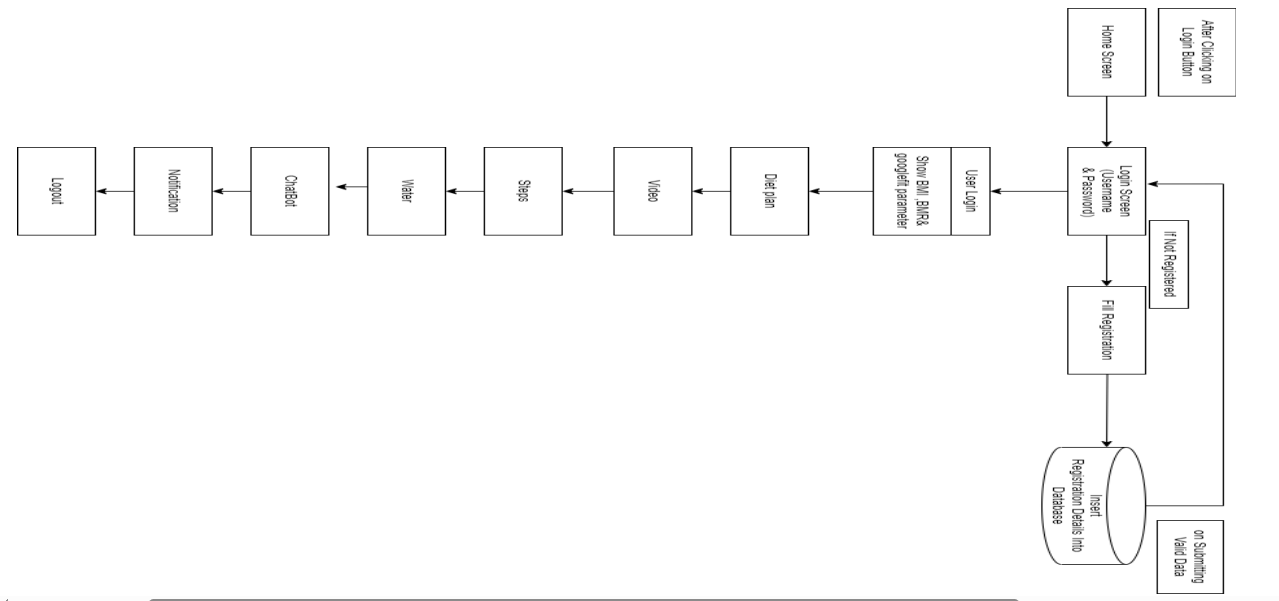 After Clicking on
Login Button
If Not Registered
on Submitting
Valid Data
Home Screen
Login Screen
(Username
& Password)
Fill Registration
Insert
Registration Details Into
Database
User Login
Show BMI ,BMR&
googlefit parameter
Diet plan
Video
Steps
Water
ChatBot
Notification
Logout